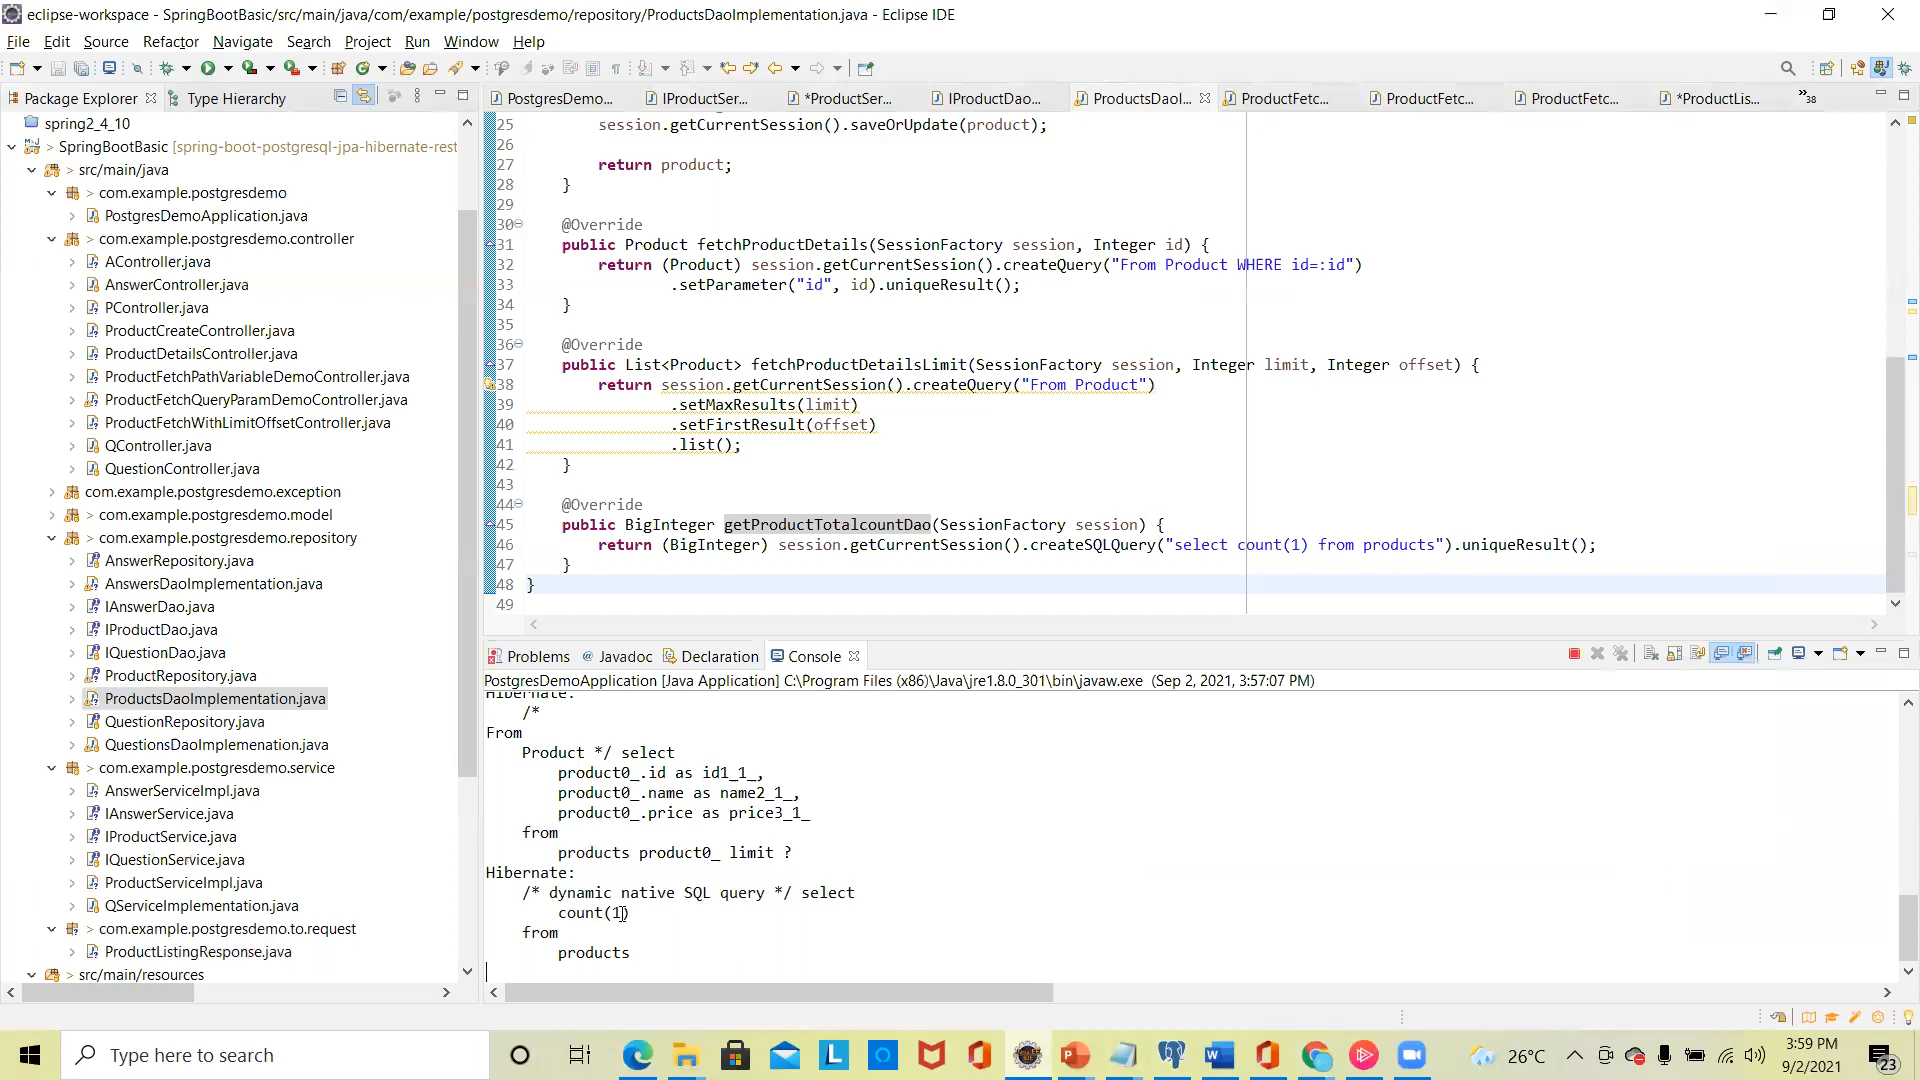 eclipse-workspace - SpringBootBasic/src/main/java/com/example/postgresdemo/repository/ProductsDaoImplementation.java - Eclipse IDE
File Edit Source Refactor Navigate Search Project Run Window Help
Package Explorer Type Hierarchy
spring2_4_10
> SpringBootBasic [spring-boot-postgresql-jpa-hibernate-rest
> src/main/java
> com.example.postgresdemo
PostgresDemoApplication.java
> com.example.postgresdemo.controller
AController.java
AnswerController.java
PController.java
ProductCreateController.java
ProductDetailsController.java
ProductFetchPathVariableDemoController.java
ProductFetchQueryParamDemoController.java
ProductFetchWithLimitOffsetController.java
QController.java
QuestionController.java
com.example.postgresdemo.exception
> com.example.postgresdemo.model
> com.example.postgresdemo.repository
AnswerRepository.java
AnswersDaoImplementation.java
IAnswerDao.java
IProductDao.java
IQuestionDao.java
ProductRepository.java
ProductsDaoImplementation.java
QuestionRepository.java
QuestionsDaoImplemenation.java
> com.example.postgresdemo.service
AnswerServiceImpl.java
IAnswerService.java
IProductService.java
IQuestionService.java
ProductServiceImpl.java
QServiceImplementation.java
> com.example.postgresdemo.to.request
ProductListingResponse.java
> src/main/resources
PostgresDemo... IProductSer... *ProductSer... IProductDao... ProductsDaoI... ProductFetc... ProductFetc... ProductFetc... *ProductLis... »38
25 session.getCurrentSession().saveOrUpdate(product);
26
27 return product;
28 }
29
30 @Override
31 public Product fetchProductDetails(SessionFactory session, Integer id) {
32 return (Product) session.getCurrentSession().createQuery("From Product WHERE id=:id")
33 .setParameter("id", id).uniqueResult();
34 }
35
36 @Override
37 public List<Product> fetchProductDetailsLimit(SessionFactory session, Integer limit, Integer offset) {
38 return session.getCurrentSession().createQuery("From Product")
39 .setMaxResults(limit)
40 .setFirstResult(offset)
41 .list();
42 }
43
44 @Override
45 public BigInteger getProductTotalcountDao(SessionFactory session) {
46 return (BigInteger) session.getCurrentSession().createSQLQuery("select count(1) from products").uniqueResult();
47 }
48 }
49
Problems @ Javadoc Declaration Console
PostgresDemoApplication [Java Application] C:\Program Files (x86)\Java\jre1.8.0_301\bin\javaw.exe (Sep 2, 2021, 3:57:07 PM)
Hibernate:
/*
From
Product */ select
product0_.id as id1_1_,
product0_.name as name2_1_,
product0_.price as price3_1_
from
products product0_ limit ?
Hibernate:
/* dynamic native SQL query */ select
count(1)
from
products
Type here to search
26°C
3:59 PM
9/2/2021
23